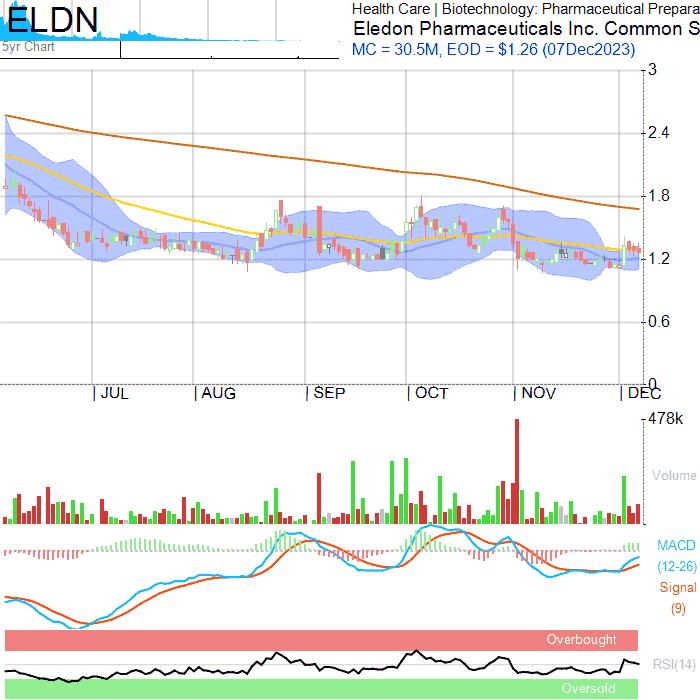 ELDN
Health Care | Biotechnology: Pharmaceutical Prepara
Eledon Pharmaceuticals Inc. Common S
5yr Chart
MC = 30.5M, EOD = $1.26 (07Dec2023)
3
2.4
1.8
1.2
0.6
0
JUL AUG SEP OCT NOV DEC
478k
Volume
MACD
(12-26)
Signal
(9)
Overbought
RSI(14)
Oversold